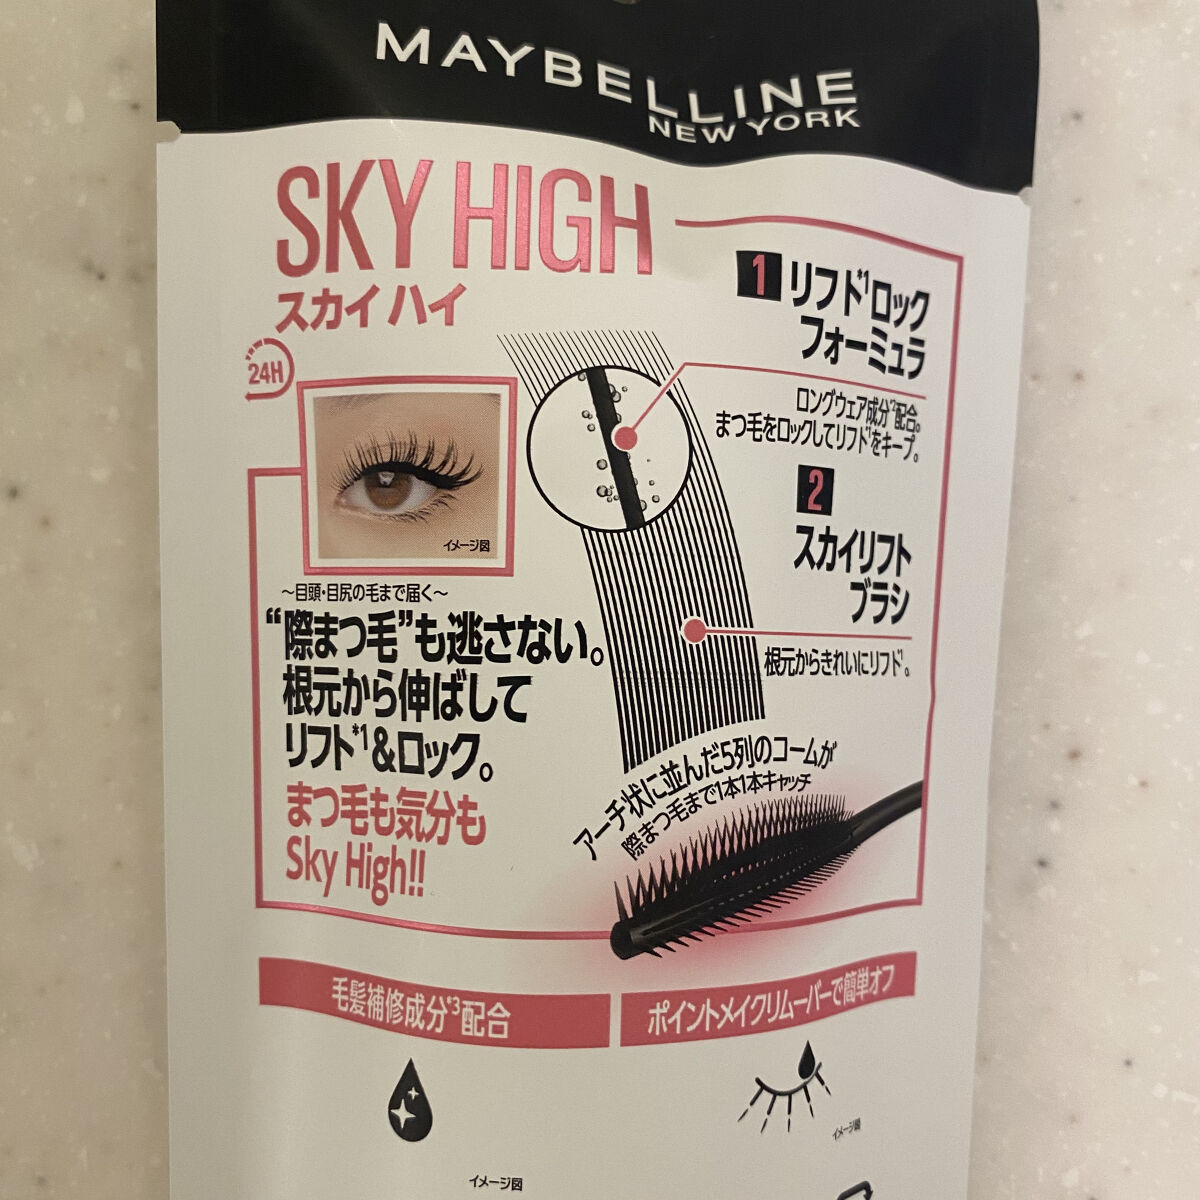 MAYBELLINE
NEW YORK
SKY HIGH
スカイ ハイ
24H
イメージ図
～目頭・目尻の毛まで届く～
“際まつ毛”も逃さない。
根元から伸ばして
リフト*1&ロック。
まつ毛も気分も
Sky High!!
1 リフト*1ロック
フォーミュラ
ロングウェア成分*2配合。
まつ毛をロックしてリフト*1をキープ。
2
スカイリフト
ブラシ
根元からきれいにリフト*1。
アーチ状に並んだ5列のコームが
際まつ毛まで1本1本キャッチ
毛髪補修成分*3配合
イメージ図
ポイントメイクリムーバーで簡単オフ
イメージ図